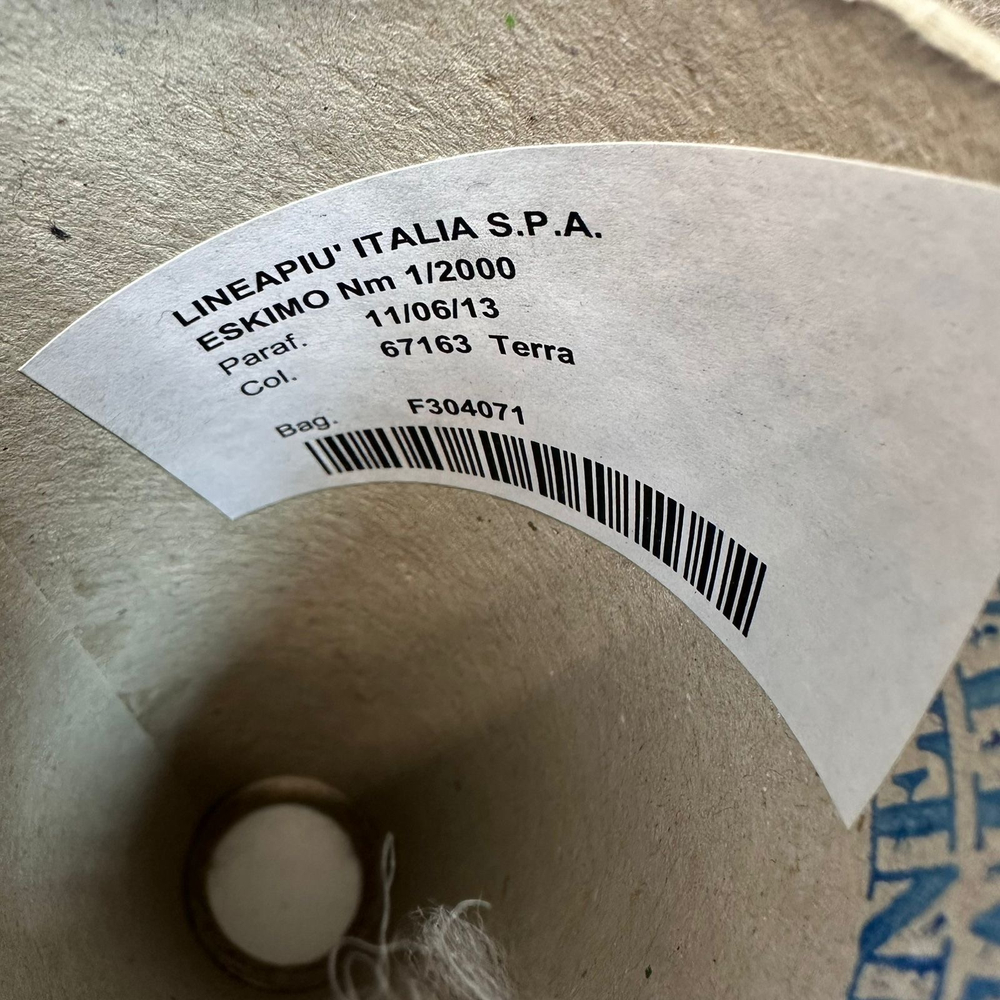 LINEAPIU' ITALIA S.P.A.
ESKIMO Nm 1/2000
Paraf. 11/06/13
Col. 67163 Terra
Bag. F304071